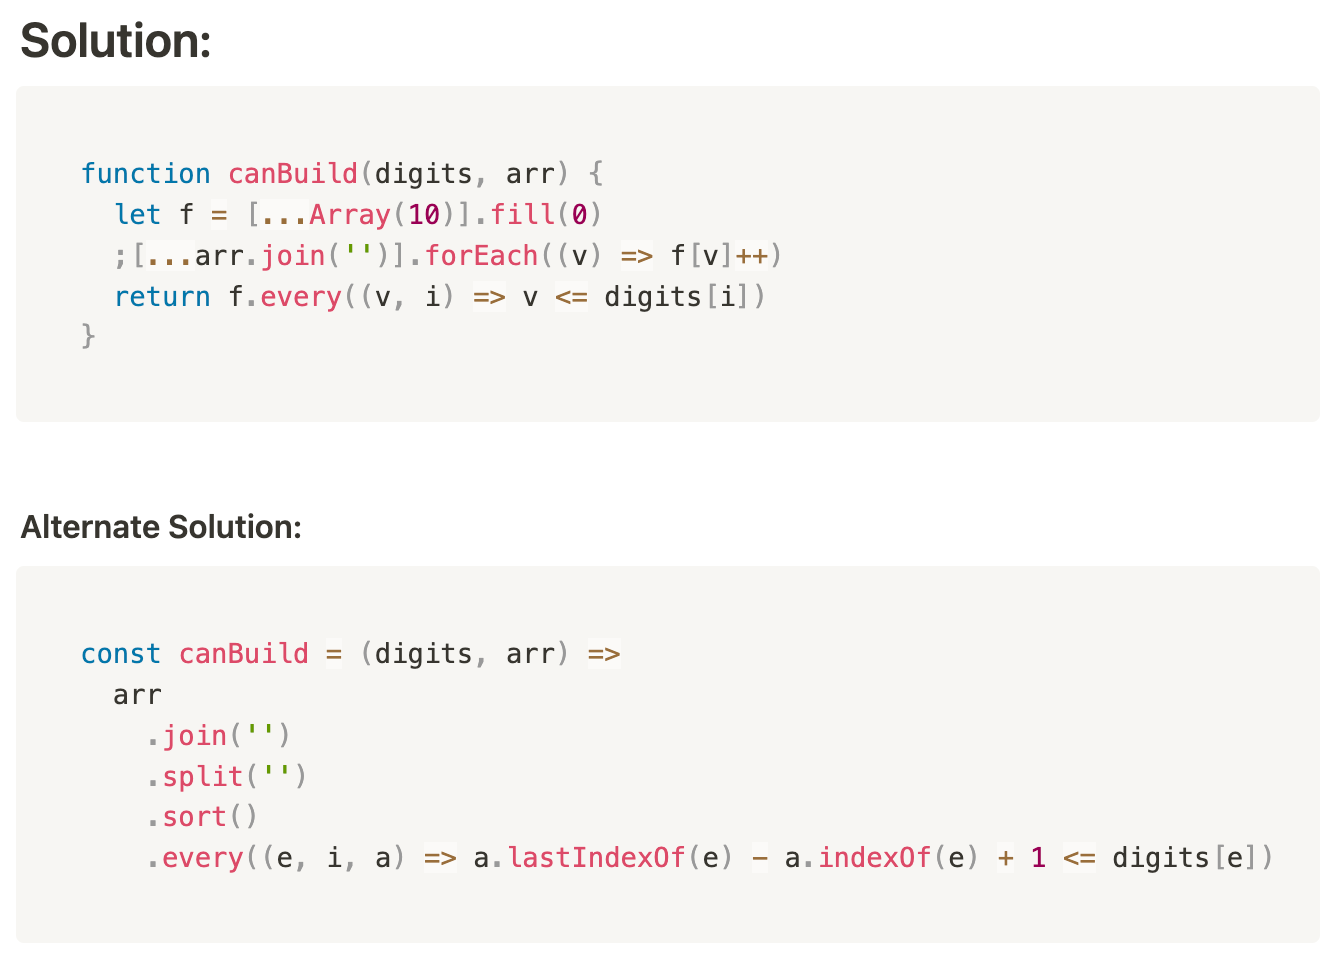 Solution:
function canBuild(digits, arr) {
  let f = [...Array(10)].fill(0)
  ;[...arr.join('')].forEach((v) => f[v]++)
  return f.every((v, i) => v <= digits[i])
}
Alternate Solution:
const canBuild = (digits, arr) =>
  arr
    .join('')
    .split('')
    .sort()
    .every((e, i, a) => a.lastIndexOf(e) - a.indexOf(e) + 1 <= digits[e])